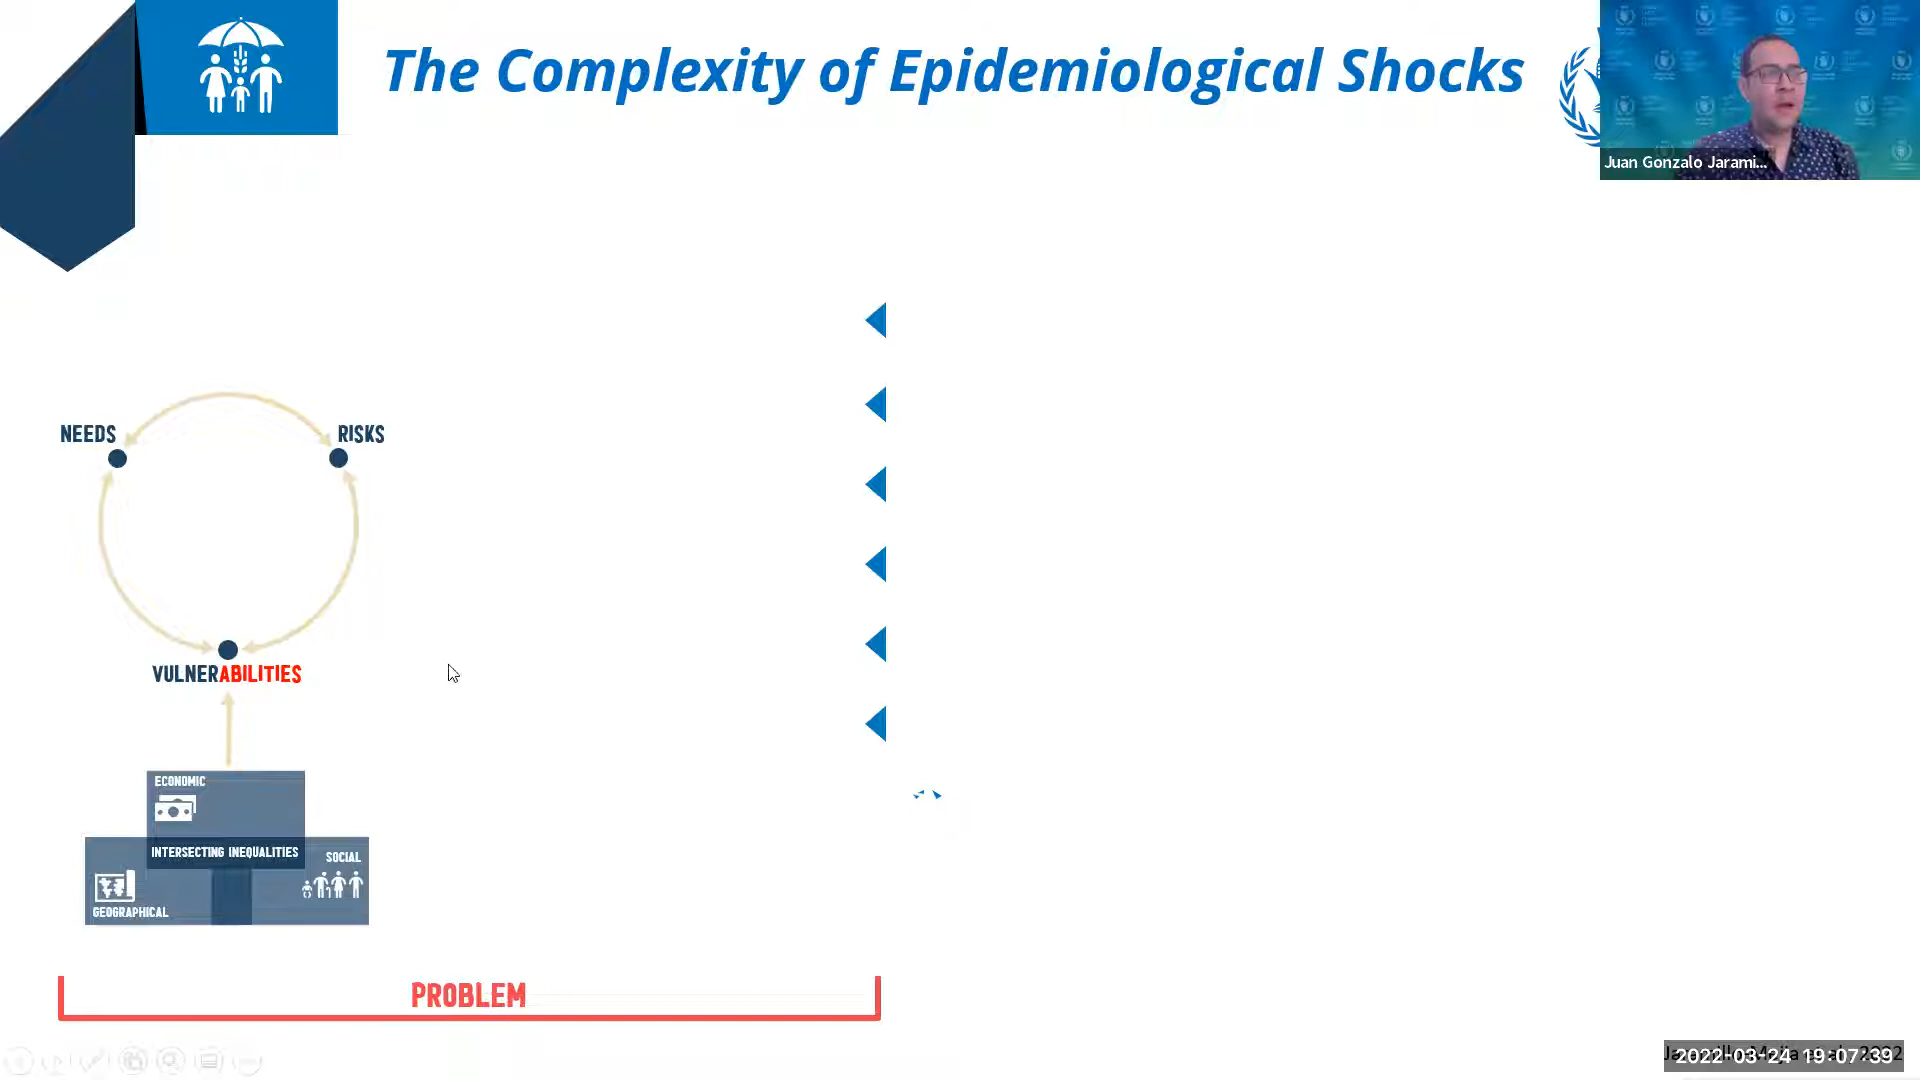 The Complexity of Epidemiological Shocks
Juan Gonzalo Jarami...
NEEDS
RISKS
VULNERABILITIES
ECONOMIC
INTERSECTING INEQUALITIES
SOCIAL
GEOGRAPHICAL
PROBLEM
2022-03-24 19:07:39